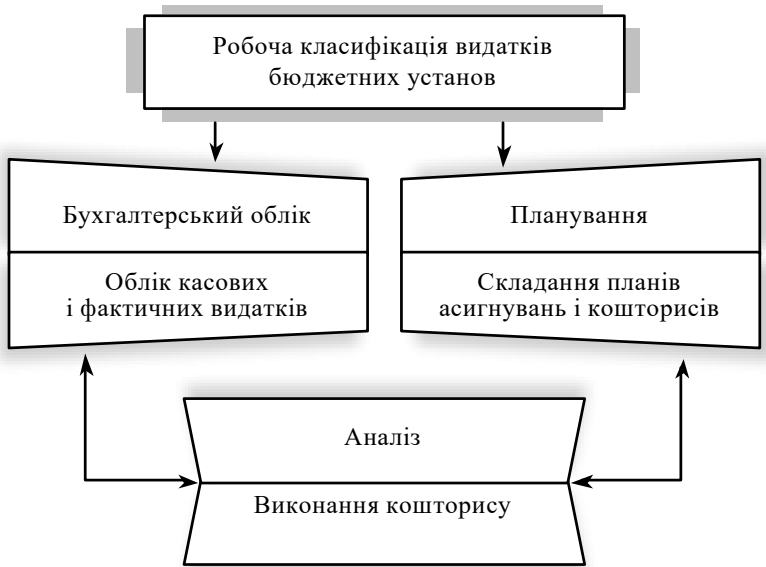 Робоча класифікація видатків
бюджетних установ
Бухгалтерський облік
Облік касових
і фактичних видатків
Планування
Складання планів
асигнувань і кошторисів
Аналіз
Виконання кошторису